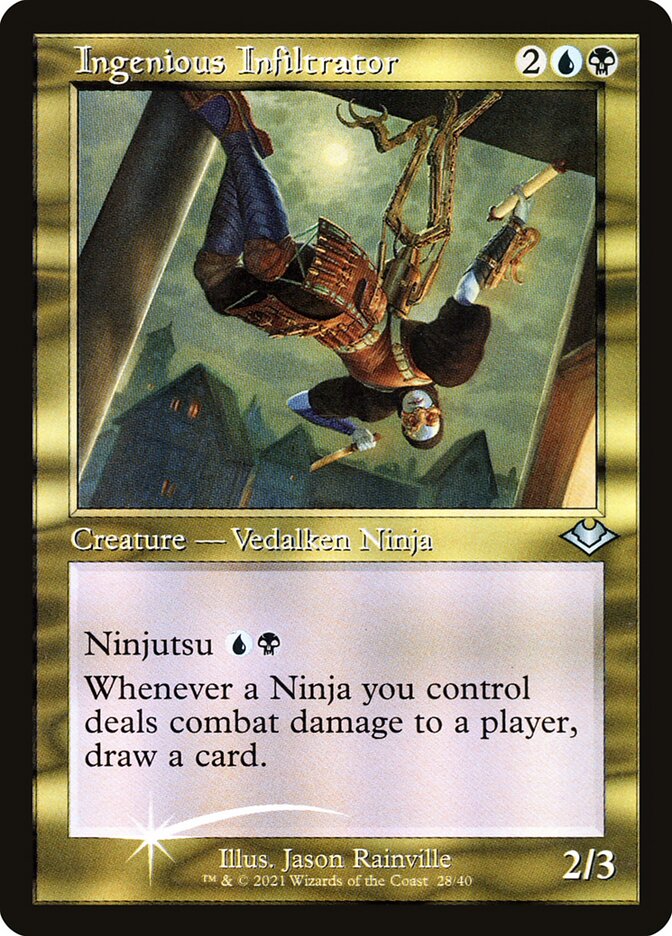 Ingenious Infiltrator 2
Creature — Vedalken Ninja
Ninjutsu
Whenever a Ninja you control
deals combat damage to a player,
draw a card.
Illus. Jason Rainville
™ & © 2021 Wizards of the Coast 28/40
2/3